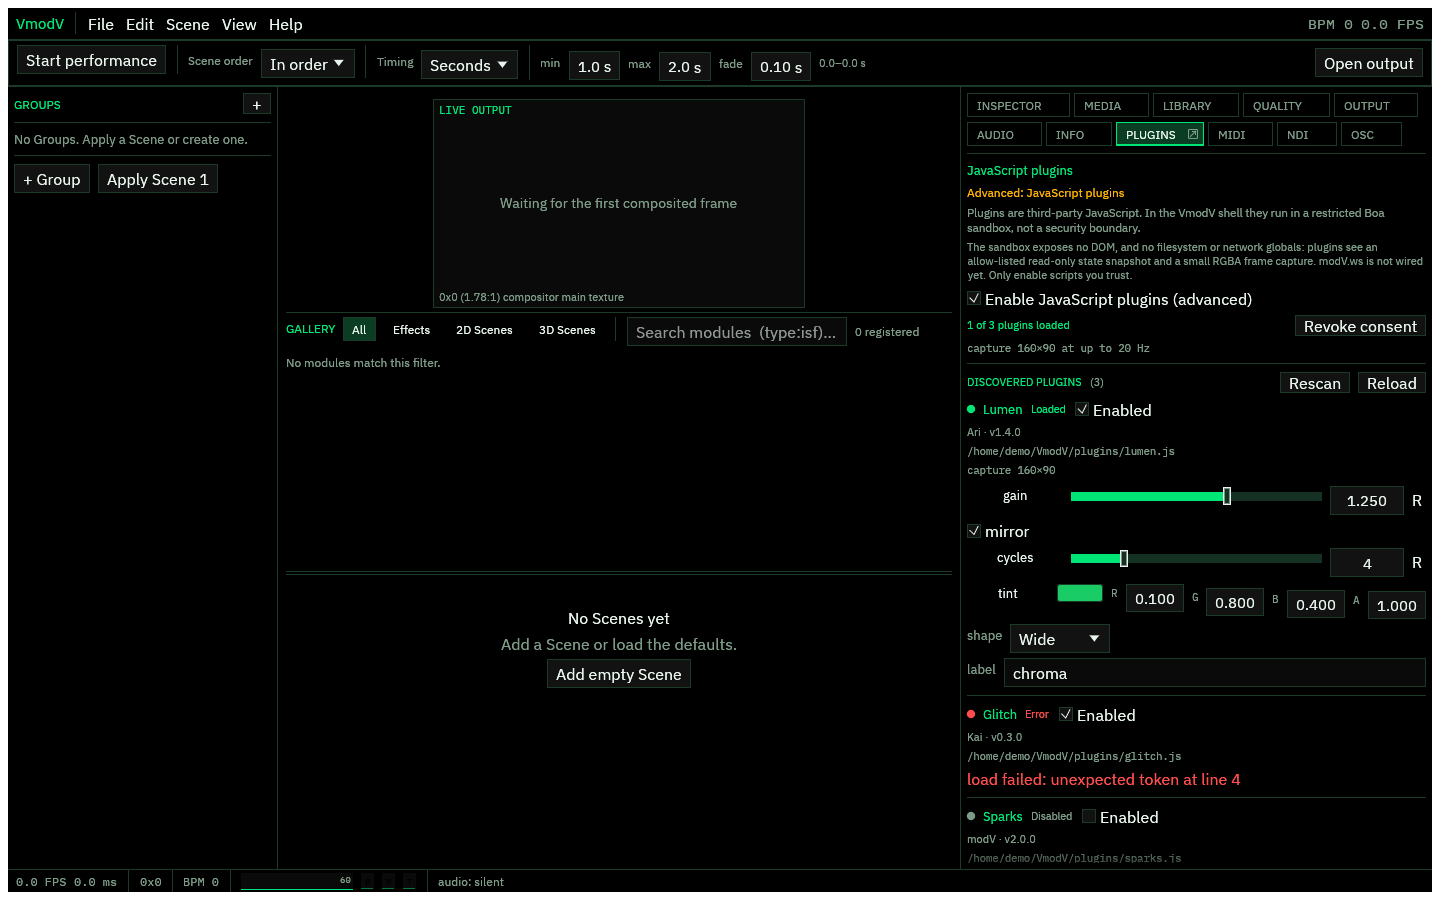 VmodV File Edit Scene View Help BPM 0 0.0 FPS
Start performance Scene order In order Timing Seconds min 1.0 s max 2.0 s fade 0.10 s 0.0–0.0 s Open output
GROUPS +
No Groups. Apply a Scene or create one.
+ Group Apply Scene 1
LIVE OUTPUT
Waiting for the first composited frame
0x0 (1.78:1) compositor main texture
GALLERY All Effects 2D Scenes 3D Scenes Search modules (type:isf)... 0 registered
No modules match this filter.
No Scenes yet
Add a Scene or load the defaults.
Add empty Scene
INSPECTOR MEDIA LIBRARY QUALITY OUTPUT
AUDIO INFO PLUGINS MIDI NDI OSC
JavaScript plugins
Advanced: JavaScript plugins
Plugins are third-party JavaScript. In the VmodV shell they run in a restricted Boa
sandbox, not a security boundary.
The sandbox exposes no DOM, and no filesystem or network globals: plugins see an
allow-listed read-only state snapshot and a small RGBA frame capture. modV.ws is not wired
yet. Only enable scripts you trust.
Enable JavaScript plugins (advanced)
1 of 3 plugins loaded Revoke consent
capture 160×90 at up to 20 Hz
DISCOVERED PLUGINS (3) Rescan Reload
Lumen Loaded Enabled
Ari · v1.4.0
/home/demo/VmodV/plugins/lumen.js
capture 160×90
gain 1.250 R
mirror
cycles 4 R
tint R 0.100 G 0.800 B 0.400 A 1.000
shape Wide
label chroma
Glitch Error Enabled
Kai · v0.3.0
/home/demo/VmodV/plugins/glitch.js
load failed: unexpected token at line 4
Sparks Disabled Enabled
modV · v2.0.0
/home/demo/VmodV/plugins/sparks.js
0.0 FPS 0.0 ms 0x0 BPM 0 60 audio: silent